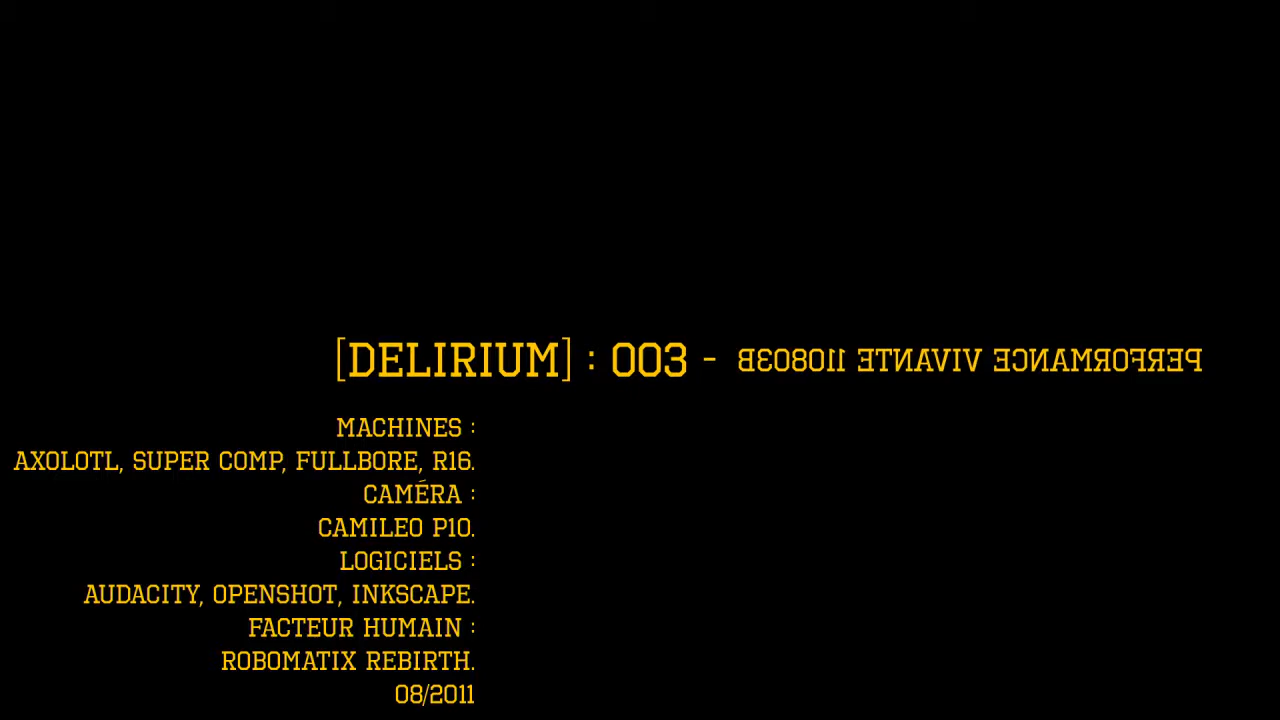 [DELIRIUM] : 003 - PERFORMANCE VIVANTE 110803B
MACHINES :
AXOLOTL, SUPER COMP, FULLBORE, R16.
CAMÉRA :
CAMILEO P10.
LOGICIELS :
AUDACITY, OPENSHOT, INKSCAPE.
FACTEUR HUMAIN :
ROBOMATIX REBIRTH.
08/2011